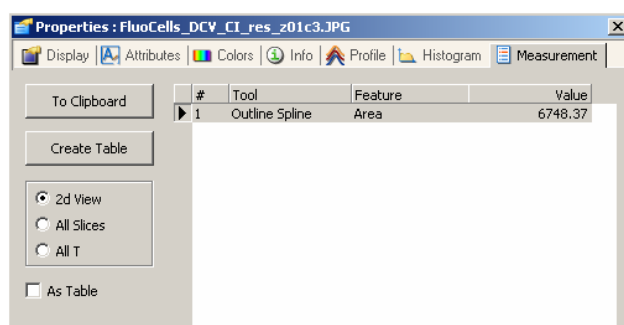 Properties : FluoCells_DCV_CI_res_z01c3.JPG
Display Attributes Colors Info Profile Histogram Measurement
To Clipboard
Create Table
2d View
All Slices
All T
As Table
# Tool Feature Value
1 Outline Spline Area 6748.37